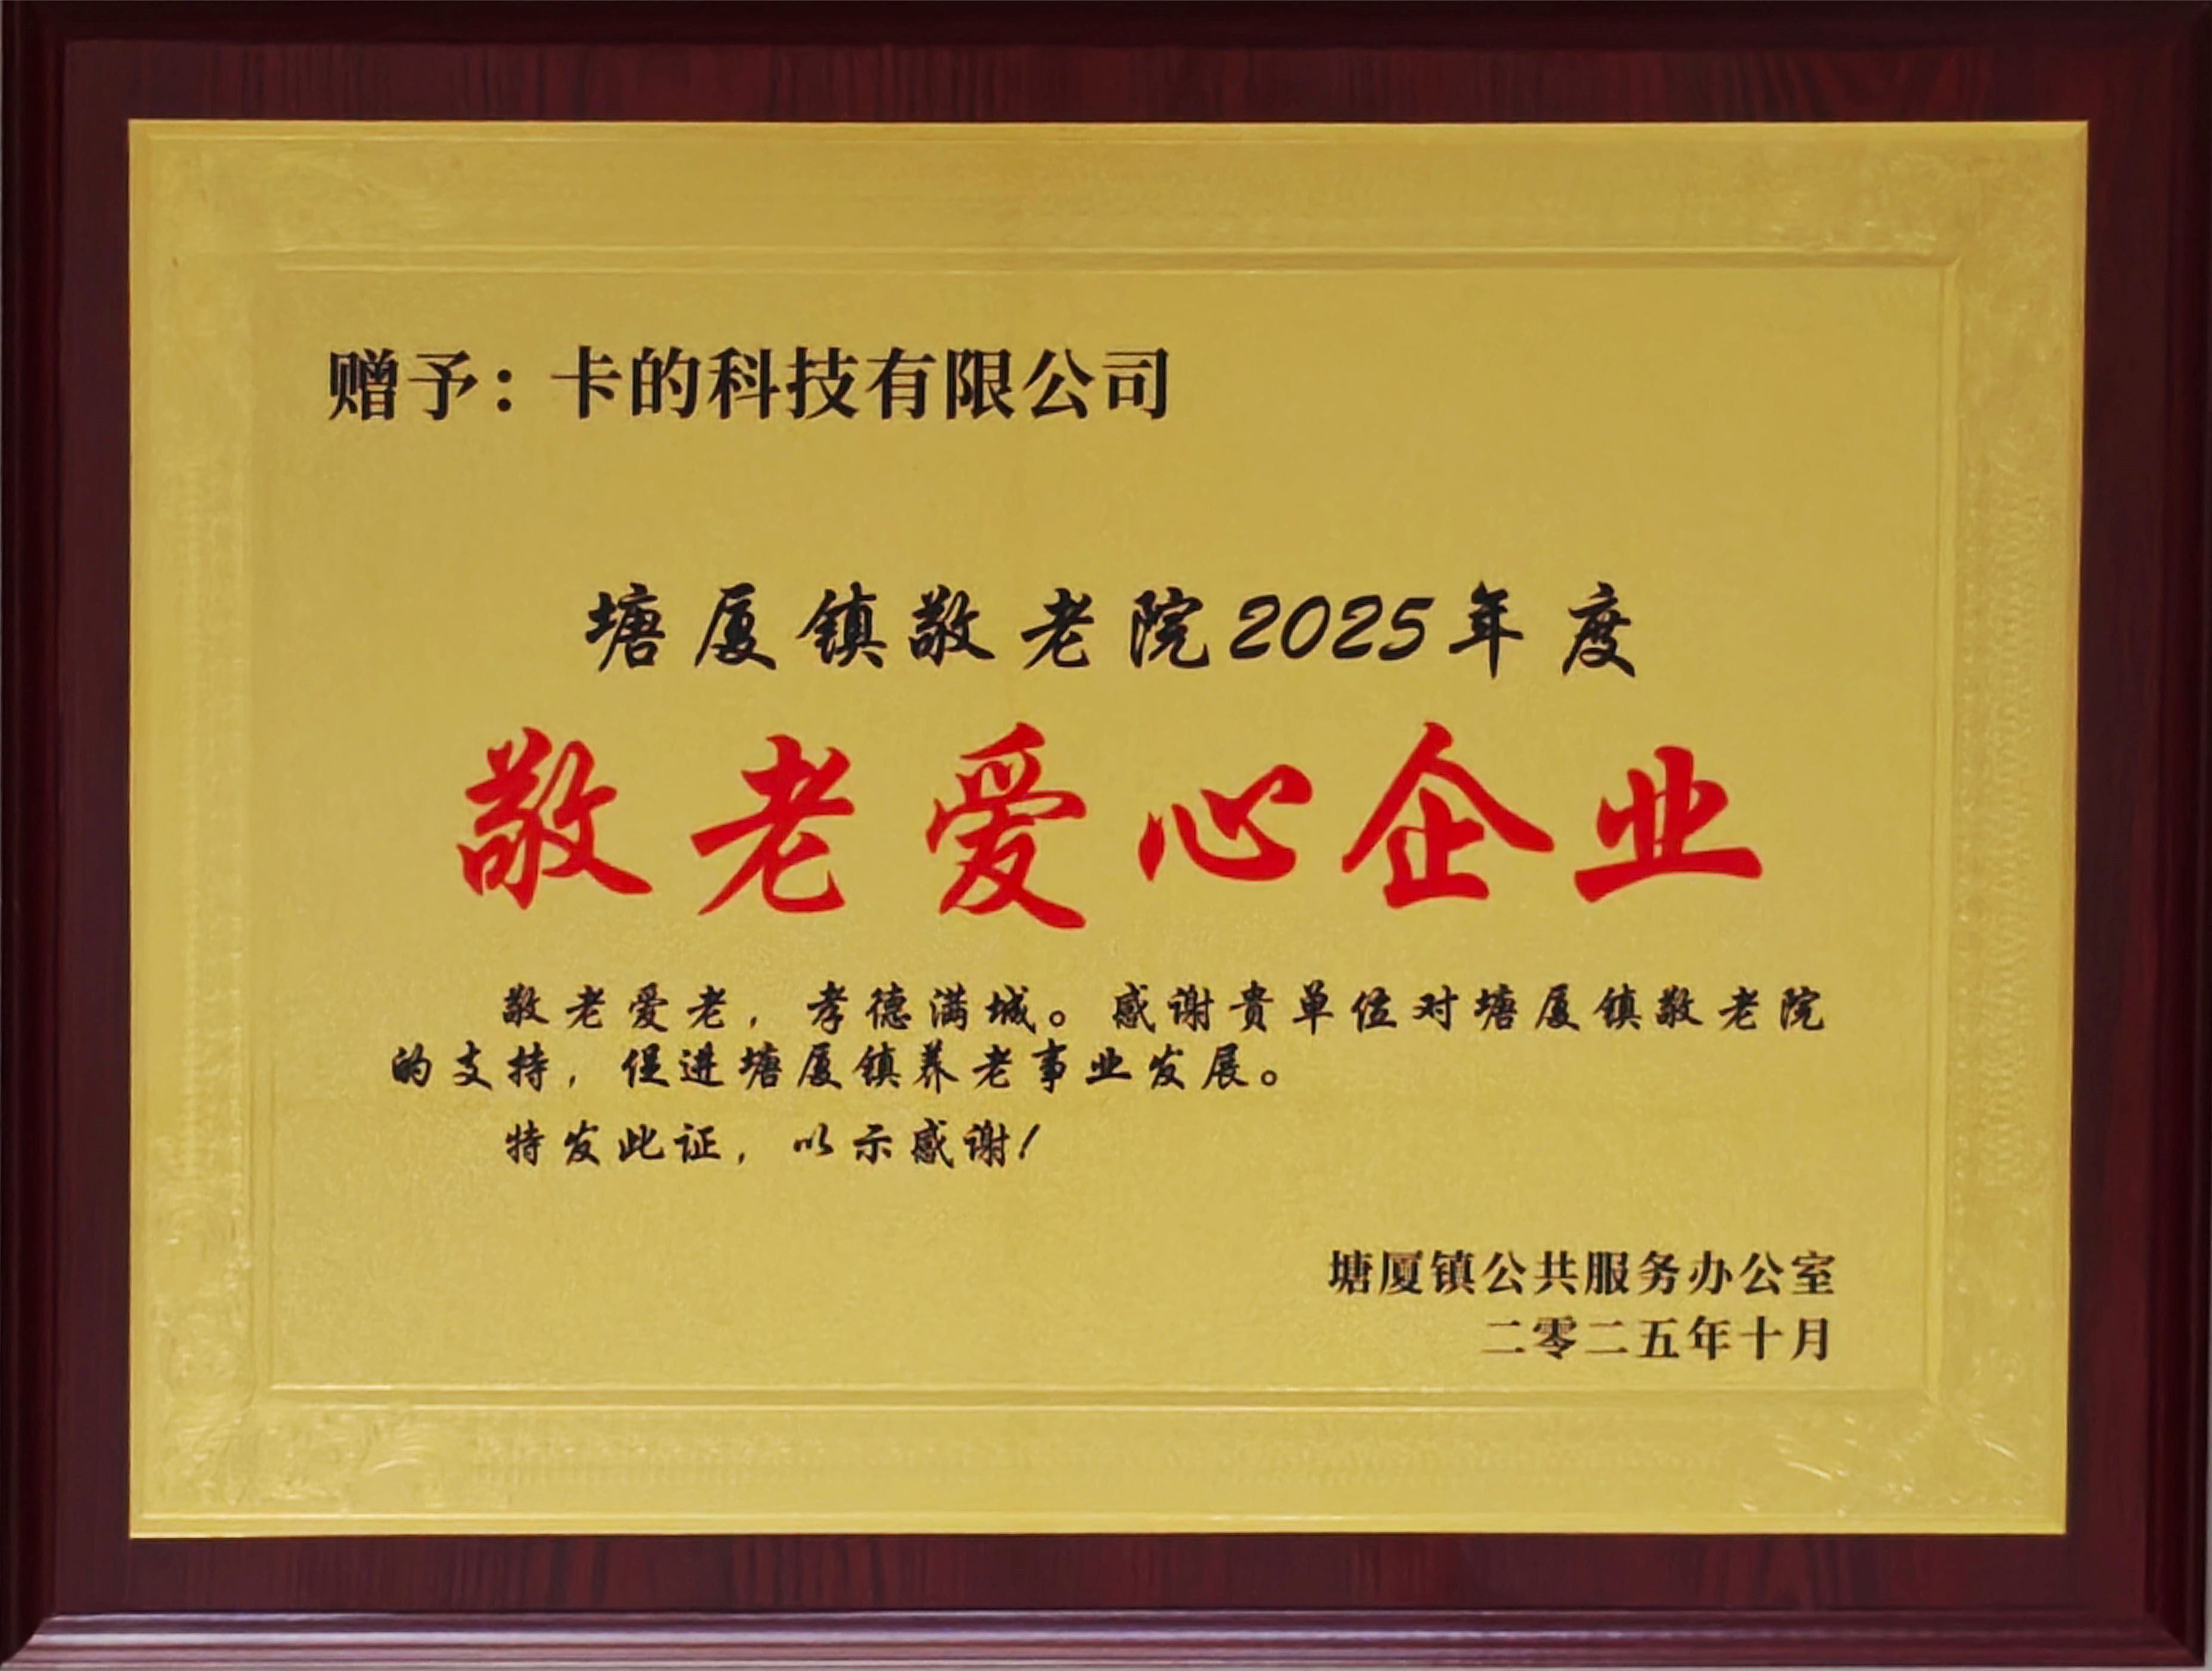 赠予：卡的科技有限公司
塘厦镇敬老院2025年度
敬老爱心企业
敬老爱老，孝德满城。感谢贵单位对塘厦镇敬老院
的支持，促进塘厦镇养老事业发展。
特发此证，以示感谢！
塘厦镇公共服务办公室
二零二五年十月